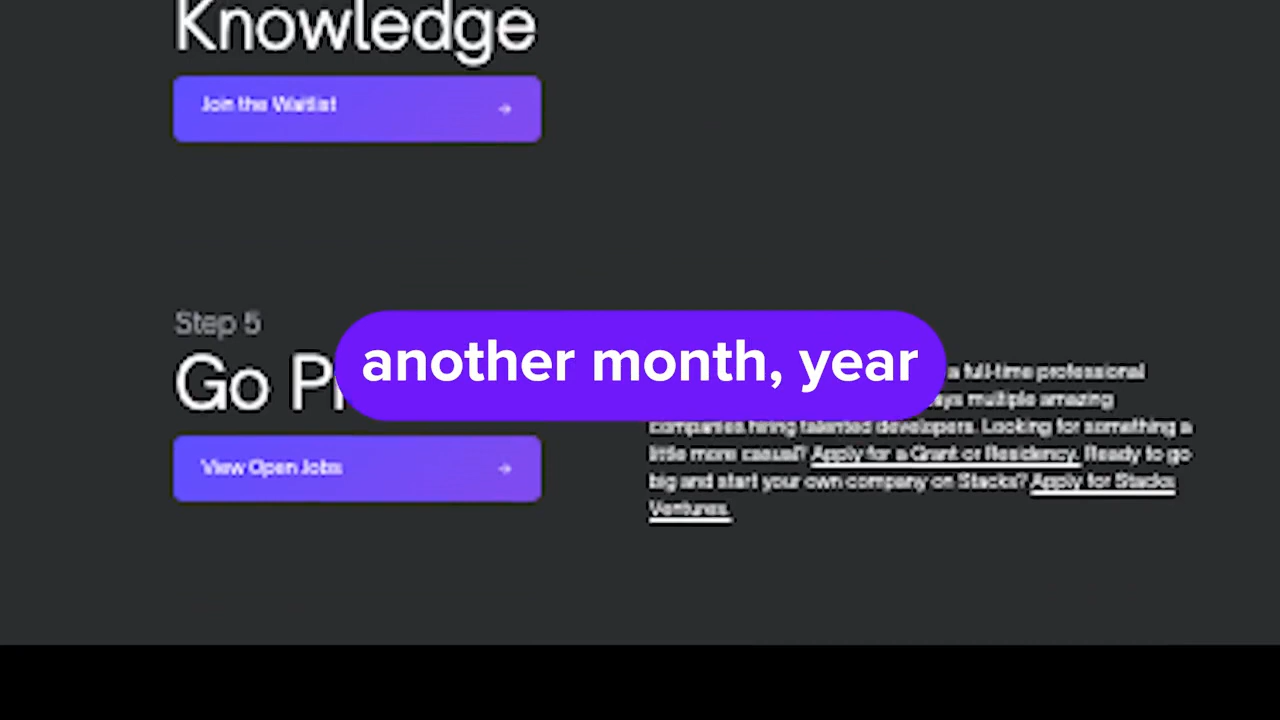 Knowledge
Join the Waitlist
Step 5
Go
another month, year
a full-time professional
multiple amazing
companies hiring talented developers. Looking for something a
little more casual? Apply for a Grant or Residency. Ready to go
big and start your own company on Stacks? Apply for Stacks
Ventures.
View Open Jobs